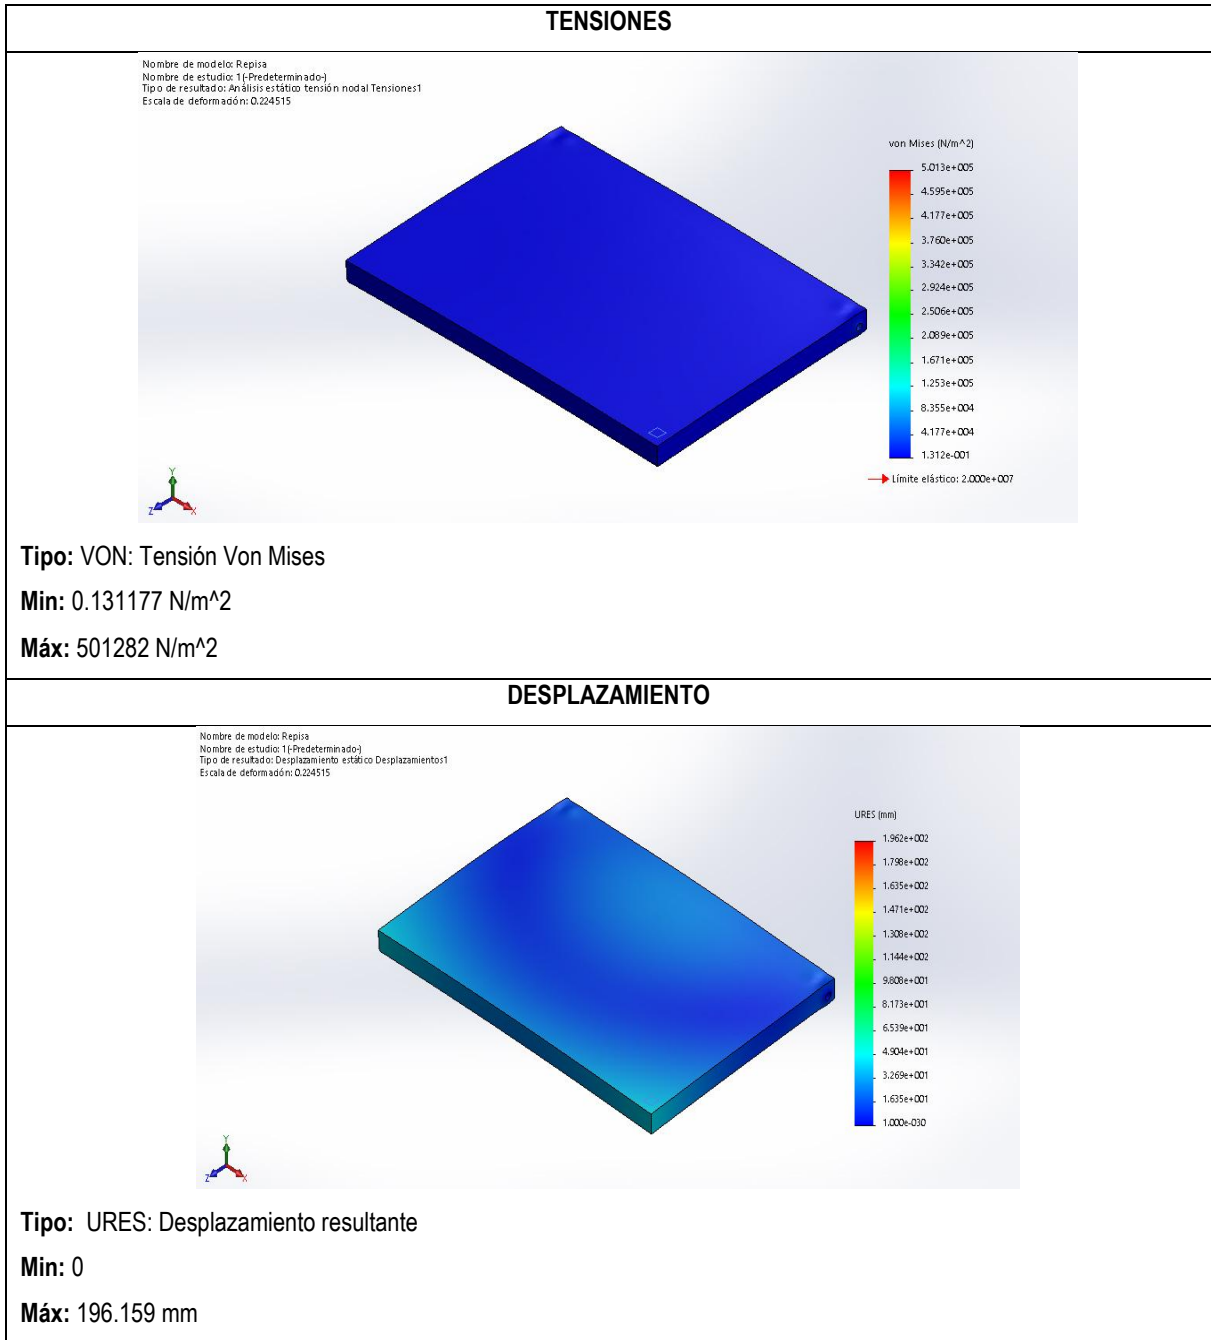 TENSIONES
Nombre de modelo: Repisa
Nombre de estudio: 1(-Predeterminado-)
Tipo de resultado: Análisis estático tensión nodal Tensiones1
Escala de deformación: 0.224515
von Mises (N/m^2)
5.013e+005
4.595e+005
4.177e+005
3.760e+005
3.342e+005
2.924e+005
2.506e+005
2.089e+005
1.671e+005
1.253e+005
8.355e+004
4.177e+004
1.312e-001
Límite elástico: 2.000e+007
Y
Z
X
Tipo: VON: Tensión Von Mises
Min: 0.131177 N/m^2
Máx: 501282 N/m^2
DESPLAZAMIENTO
Nombre de modelo: Repisa
Nombre de estudio: 1(-Predeterminado-)
Tipo de resultado: Desplazamiento estático Desplazamientos1
Escala de deformación: 0.224515
URES (mm)
1.962e+002
1.798e+002
1.635e+002
1.471e+002
1.308e+002
1.144e+002
9.808e+001
8.173e+001
6.539e+001
4.904e+001
3.269e+001
1.635e+001
1.000e-030
Y
Z
X
Tipo: URES: Desplazamiento resultante
Min: 0
Máx: 196.159 mm